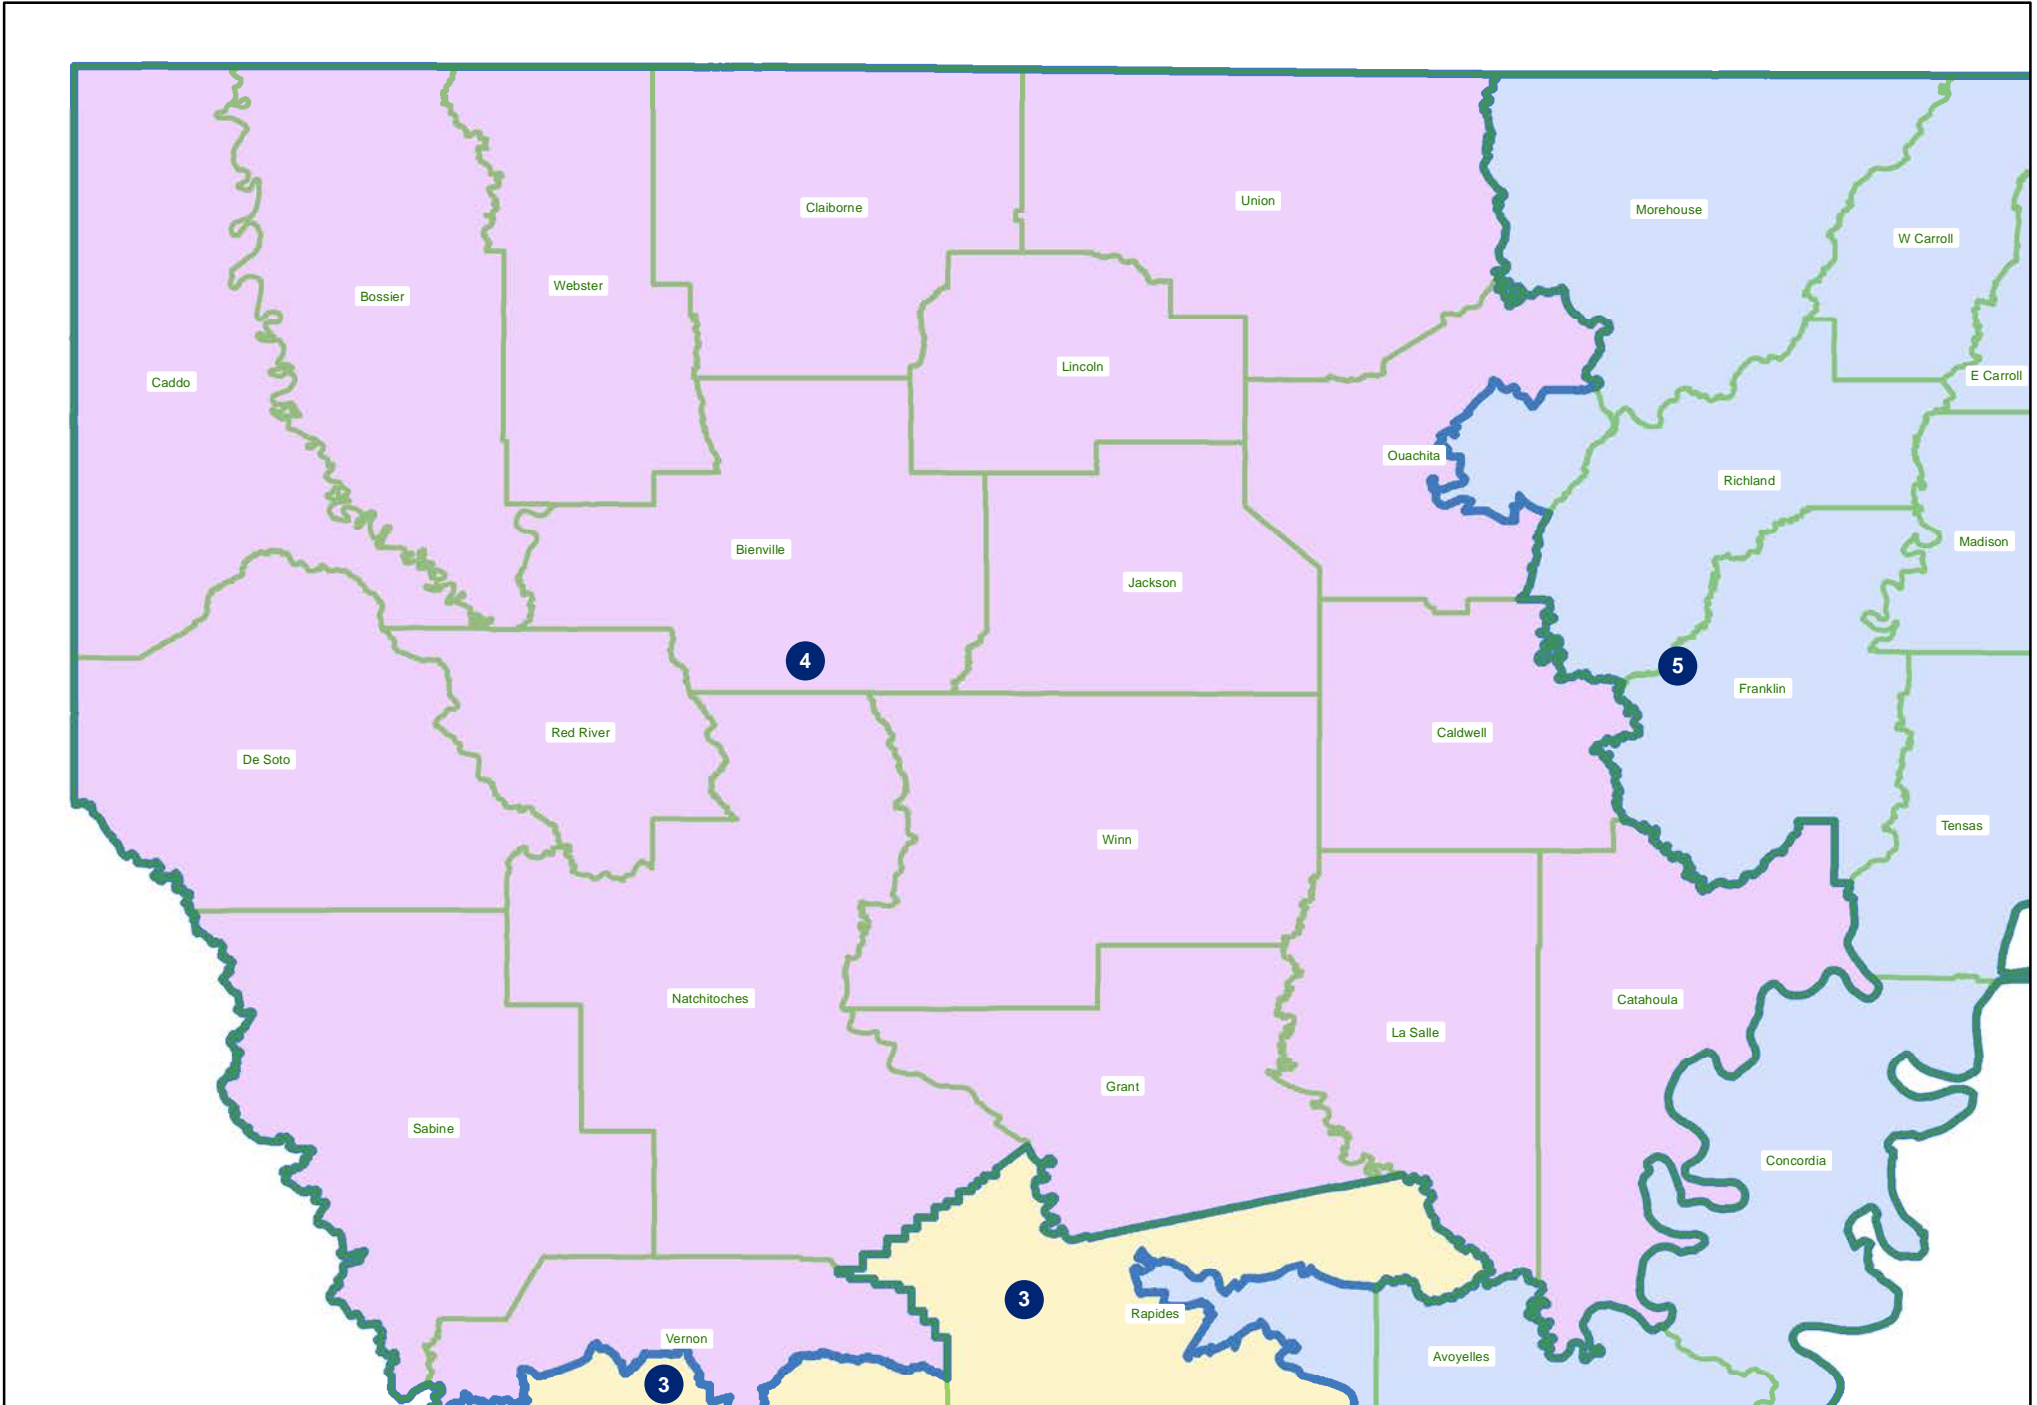 Union
Claiborne
Morehouse
W Carroll
Webster
Bossier
Lincoln
E Carroll
Caddo
Ouachita
Richland
Madison
Bienville
Jackson
4
5
Franklin
Red River
Caldwell
De Soto
Tensas
Winn
Natchitoches
Catahoula
La Salle
Grant
Sabine
Concordia
3
Rapides
Vernon
Avoyelles
3